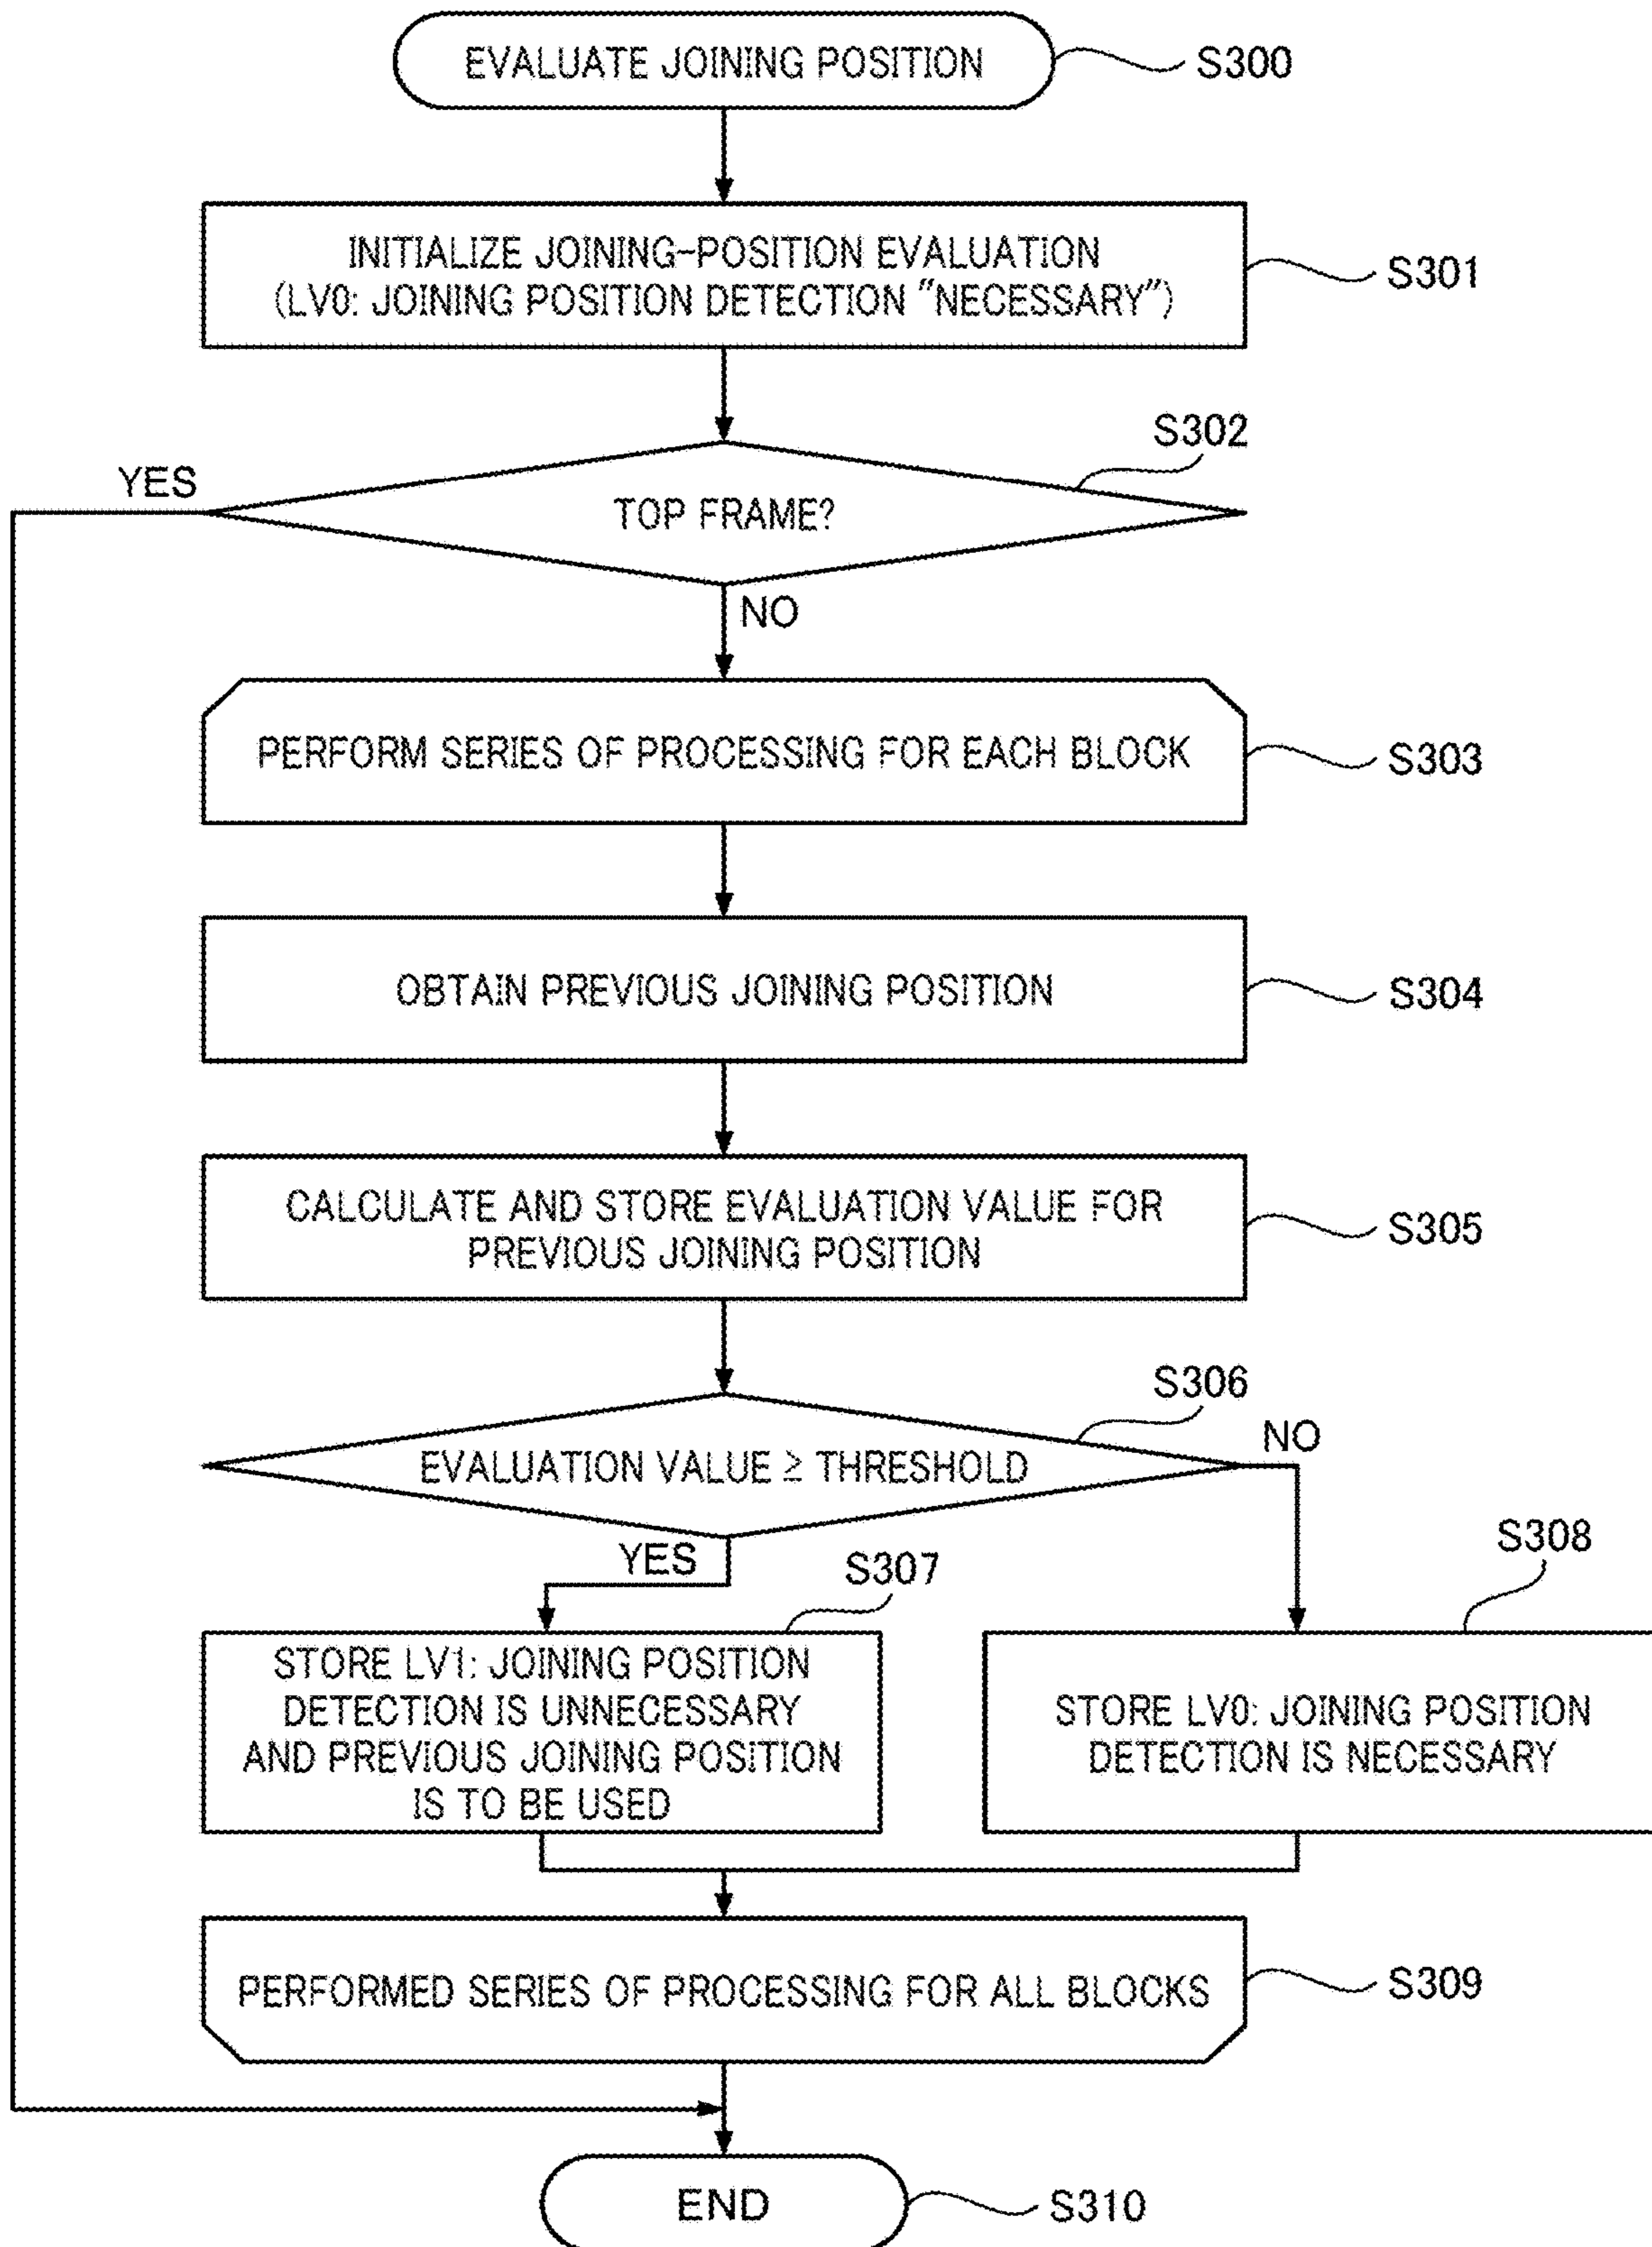 EVALUATE JOINING POSITION
S300
INITIALIZE JOINING-POSITION EVALUATION
(LV0: JOINING POSITION DETECTION "NECESSARY")
S301
S302
YES
TOP FRAME?
NO
PERFORM SERIES OF PROCESSING FOR EACH BLOCK
S303
OBTAIN PREVIOUS JOINING POSITION
S304
CALCULATE AND STORE EVALUATION VALUE FOR
PREVIOUS JOINING POSITION
S305
S306
EVALUATION VALUE ≥ THRESHOLD
NO
YES
S307
S308
STORE LV1: JOINING POSITION
DETECTION IS UNNECESSARY
AND PREVIOUS JOINING POSITION
IS TO BE USED
STORE LV0: JOINING POSITION
DETECTION IS NECESSARY
PERFORMED SERIES OF PROCESSING FOR ALL BLOCKS
S309
END
S310